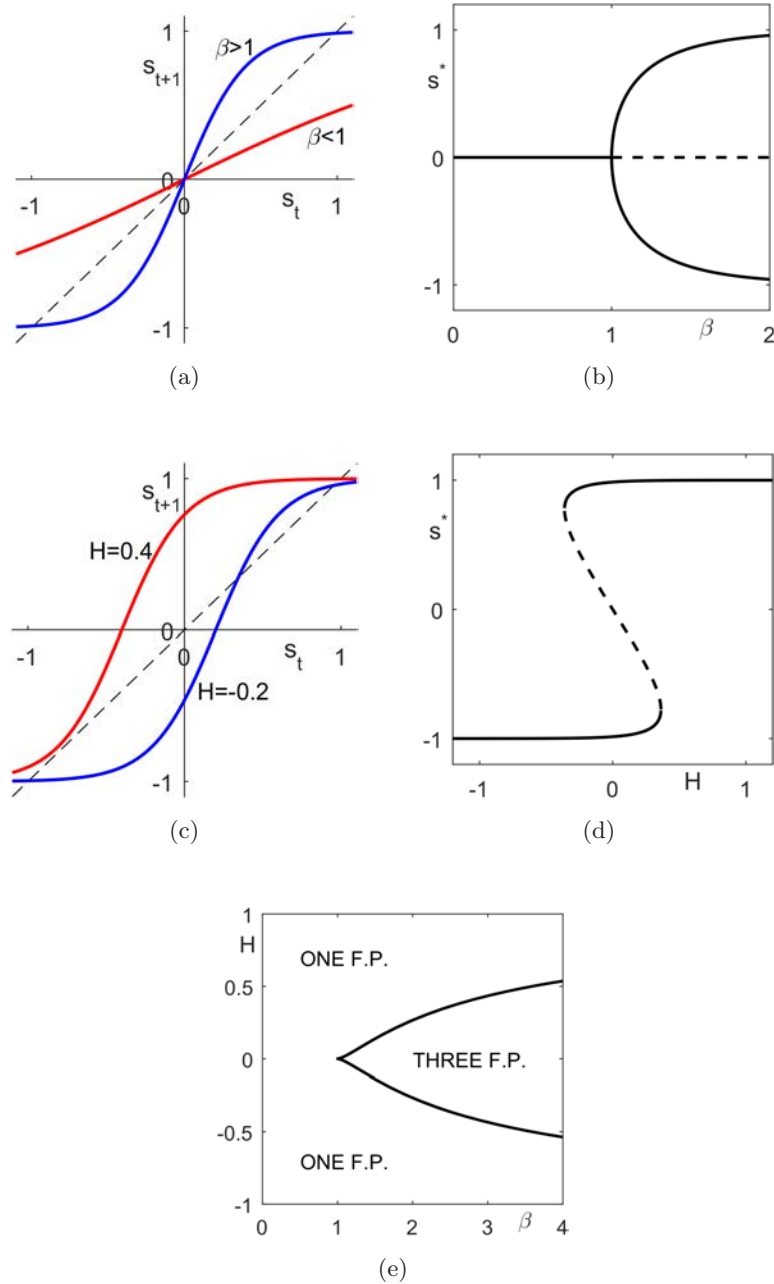 1
s_{t+1}
β>1
β<1
-1
0
0
s_t
1
-1
(a)
1
s*
0
-1
0
1
β
2
(b)
1
s_{t+1}
H=0.4
-1
0
0
s_t
1
H=-0.2
-1
(c)
1
s*
0
-1
-1
0
H
1
(d)
1
H
ONE F.P.
0.5
0
THREE F.P.
-0.5
ONE F.P.
-1
0
1
2
3
β
4
(e)